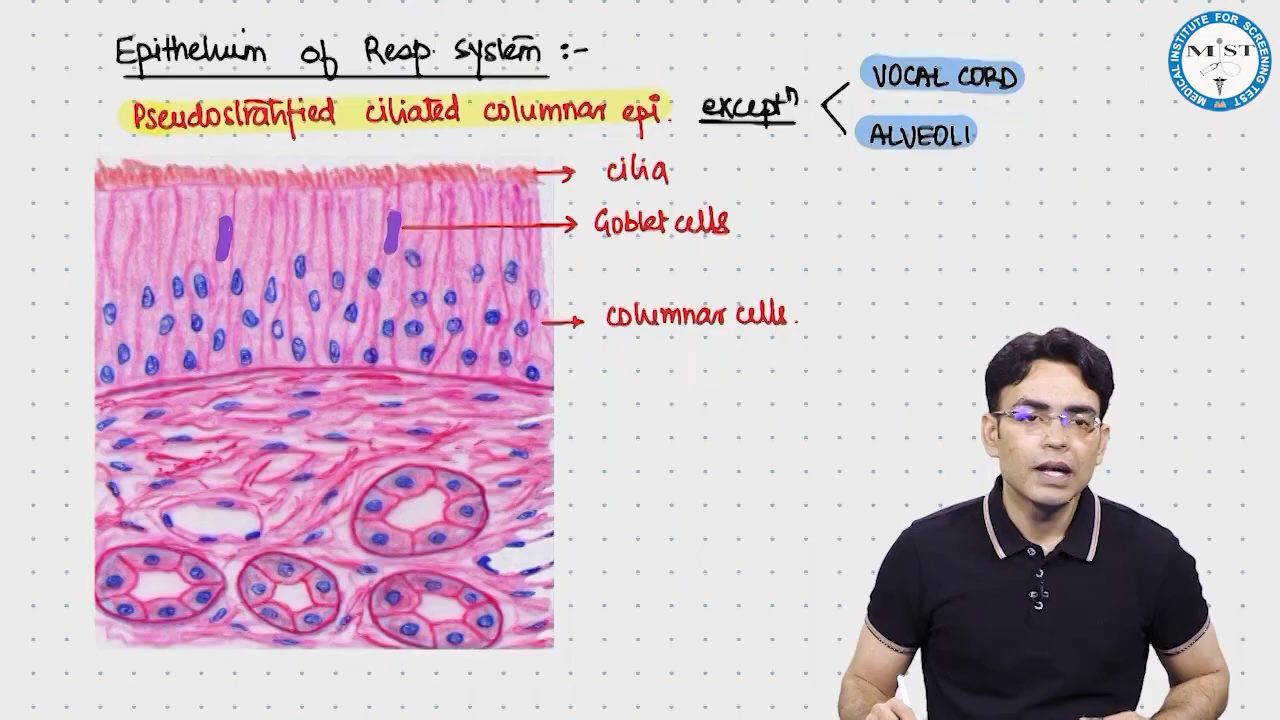 Epithelium of Resp. system :-
Pseudostratified ciliated columnar epi. exceptn
VOCAL CORD
ALVEOLI
cilia
Goblet cells
columnar cells.
MEDICAL INSTITUTE FOR SCREENING TEST
MIST